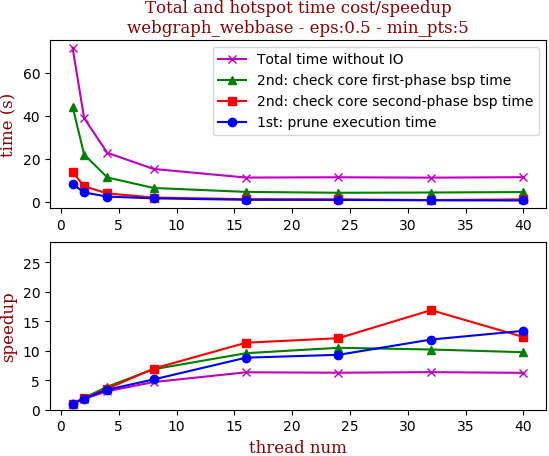 Total and hotspot time cost/speedup
webgraph_webbase - eps:0.5 - min_pts:5
time (s)
60
40
20
0
Total time without IO
2nd: check core first-phase bsp time
2nd: check core second-phase bsp time
1st: prune execution time
0 5 10 15 20 25 30 35 40
speedup
25
20
15
10
5
0
0 5 10 15 20 25 30 35 40
thread num